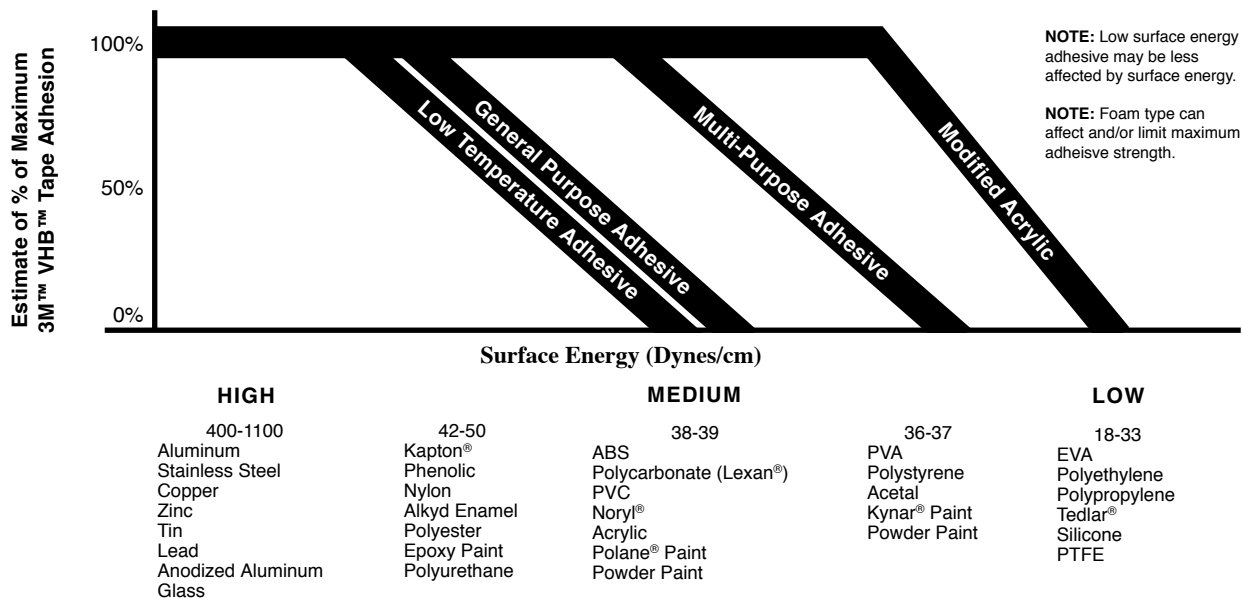 Estimate of % of Maximum
3M™ VHB™ Tape Adhesion
100%
50%
0%
Low Temperature Adhesive
General Purpose Adhesive
Multi-Purpose Adhesive
Modified Acrylic
NOTE: Low surface energy
adhesive may be less
affected by surface energy.
NOTE: Foam type can
affect and/or limit maximum
adheisve strength.
Surface Energy (Dynes/cm)
HIGH
400-1100
Aluminum
Stainless Steel
Copper
Zinc
Tin
Lead
Anodized Aluminum
Glass
42-50
Kapton®
Phenolic
Nylon
Alkyd Enamel
Polyester
Epoxy Paint
Polyurethane
MEDIUM
38-39
ABS
Polycarbonate (Lexan®)
PVC
Noryl®
Acrylic
Polane® Paint
Powder Paint
36-37
PVA
Polystyrene
Acetal
Kynar® Paint
Powder Paint
LOW
18-33
EVA
Polyethylene
Polypropylene
Tedlar®
Silicone
PTFE